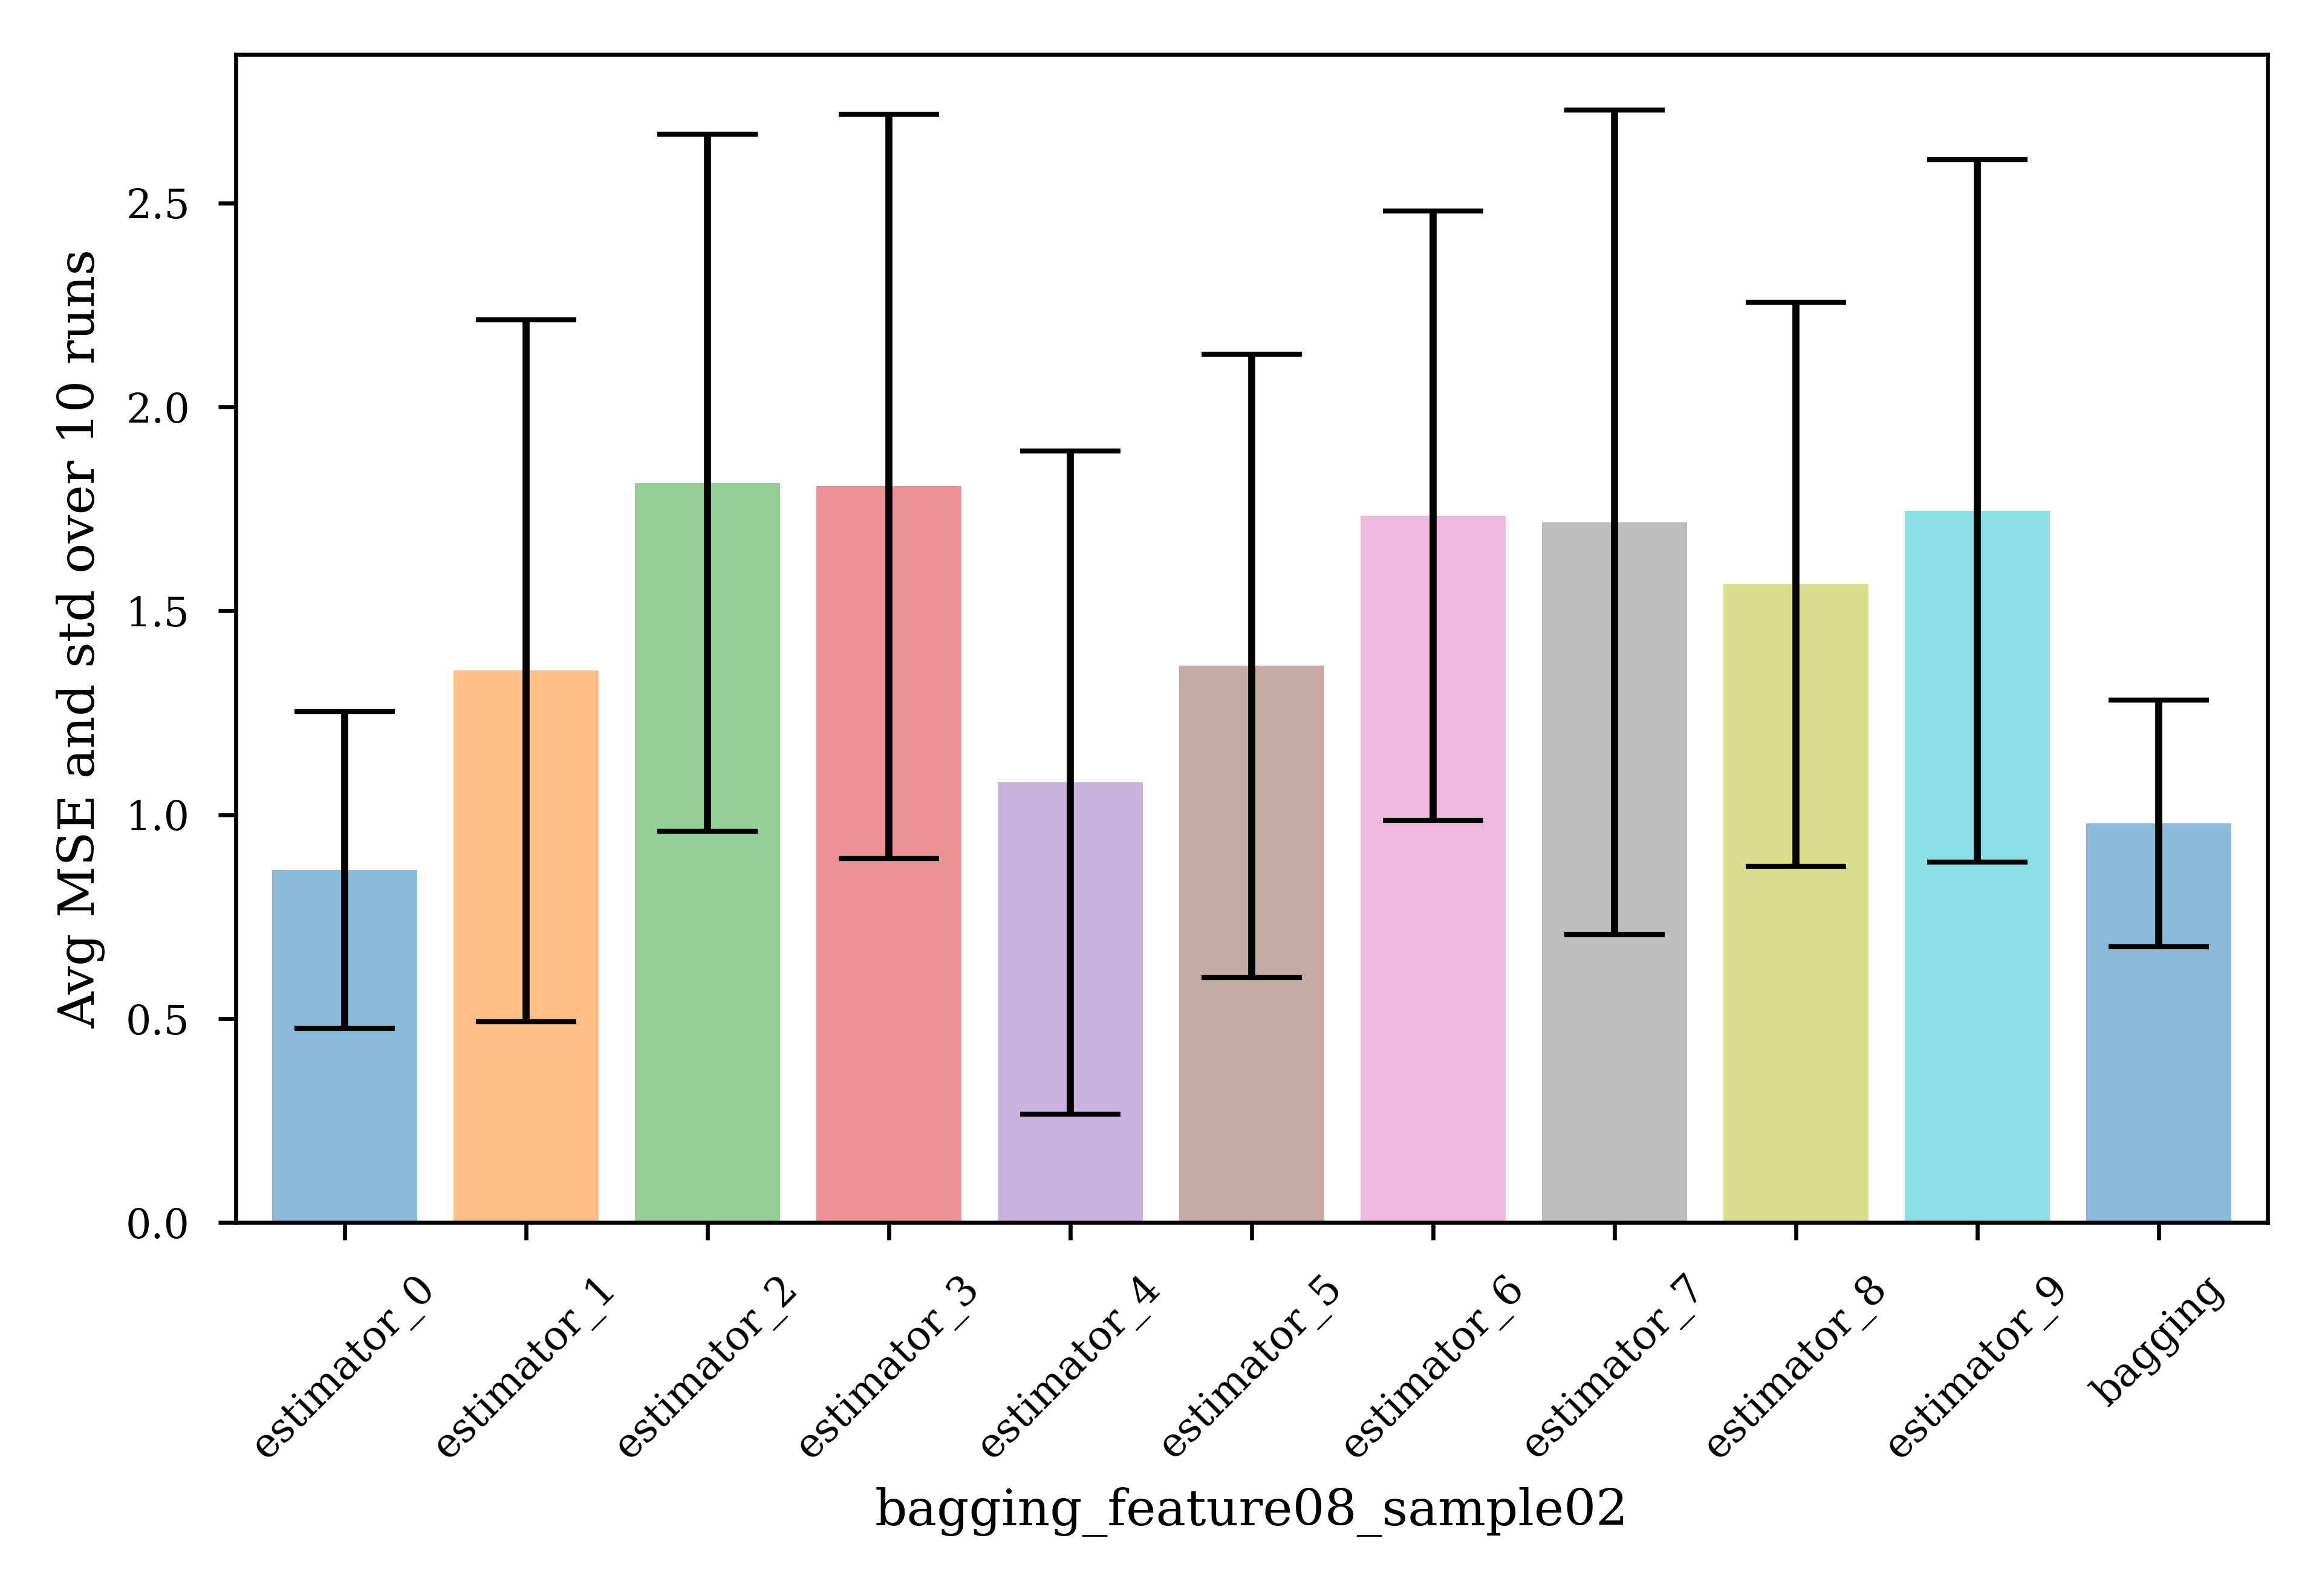 Avg MSE and std over 10 runs
2.5
2.0
1.5
1.0
0.5
0.0
estimator_0
estimator_1
estimator_2
estimator_3
estimator_4
estimator_5
estimator_6
estimator_7
estimator_8
estimator_9
bagging
bagging_feature08_sample02